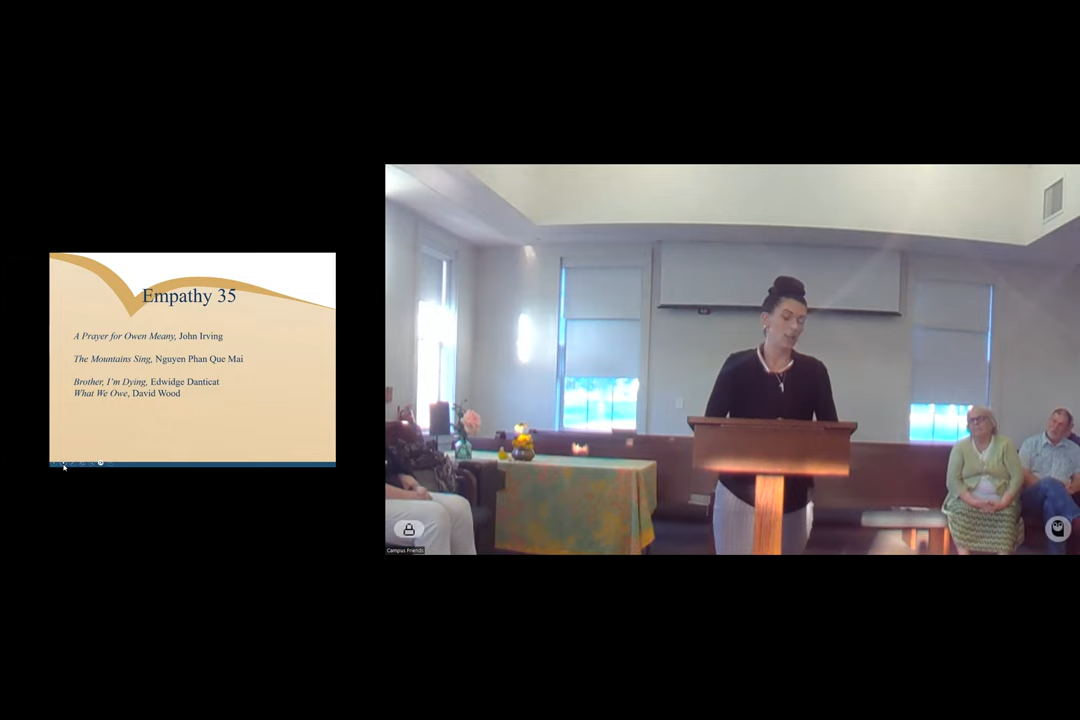 Empathy 35
A Prayer for Owen Meany, John Irving
The Mountains Sing, Nguyen Phan Que Mai
Brother, I'm Dying, Edwidge Danticat
What We Owe, David Wood
Campus Friends